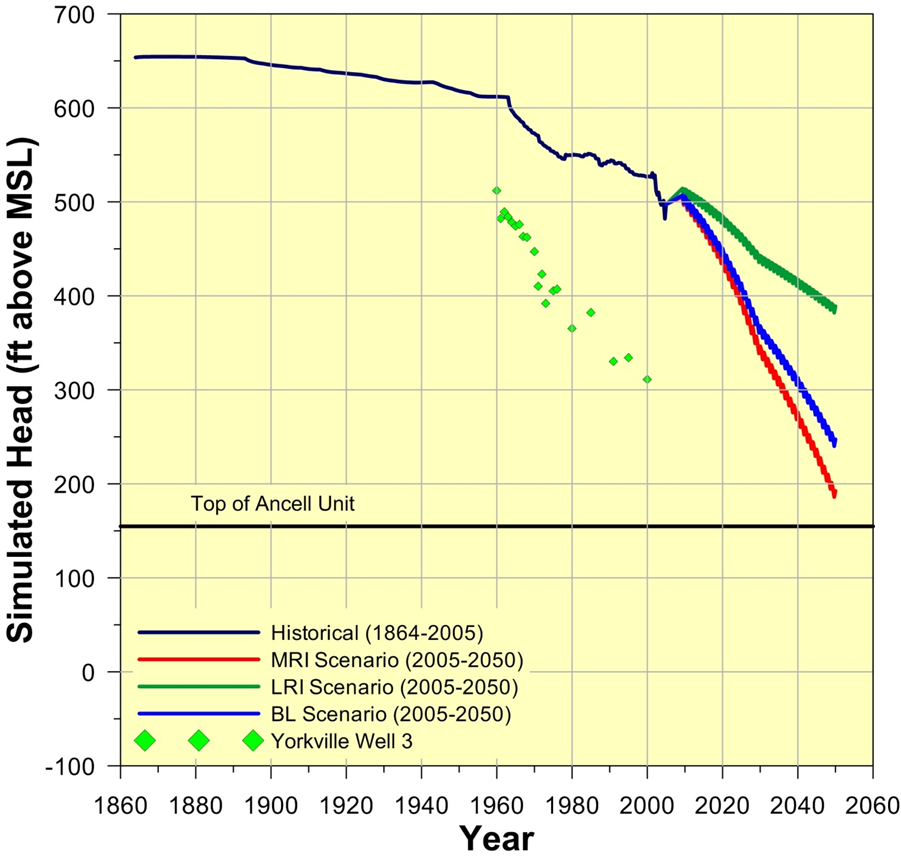 700
600
500
400
300
200
100
0
-100
Simulated Head (ft above MSL)
Top of Ancell Unit
Historical (1864-2005)
MRI Scenario (2005-2050)
LRI Scenario (2005-2050)
BL Scenario (2005-2050)
Yorkville Well 3
1860 1880 1900 1920 1940 1960 1980 2000 2020 2040 2060
Year